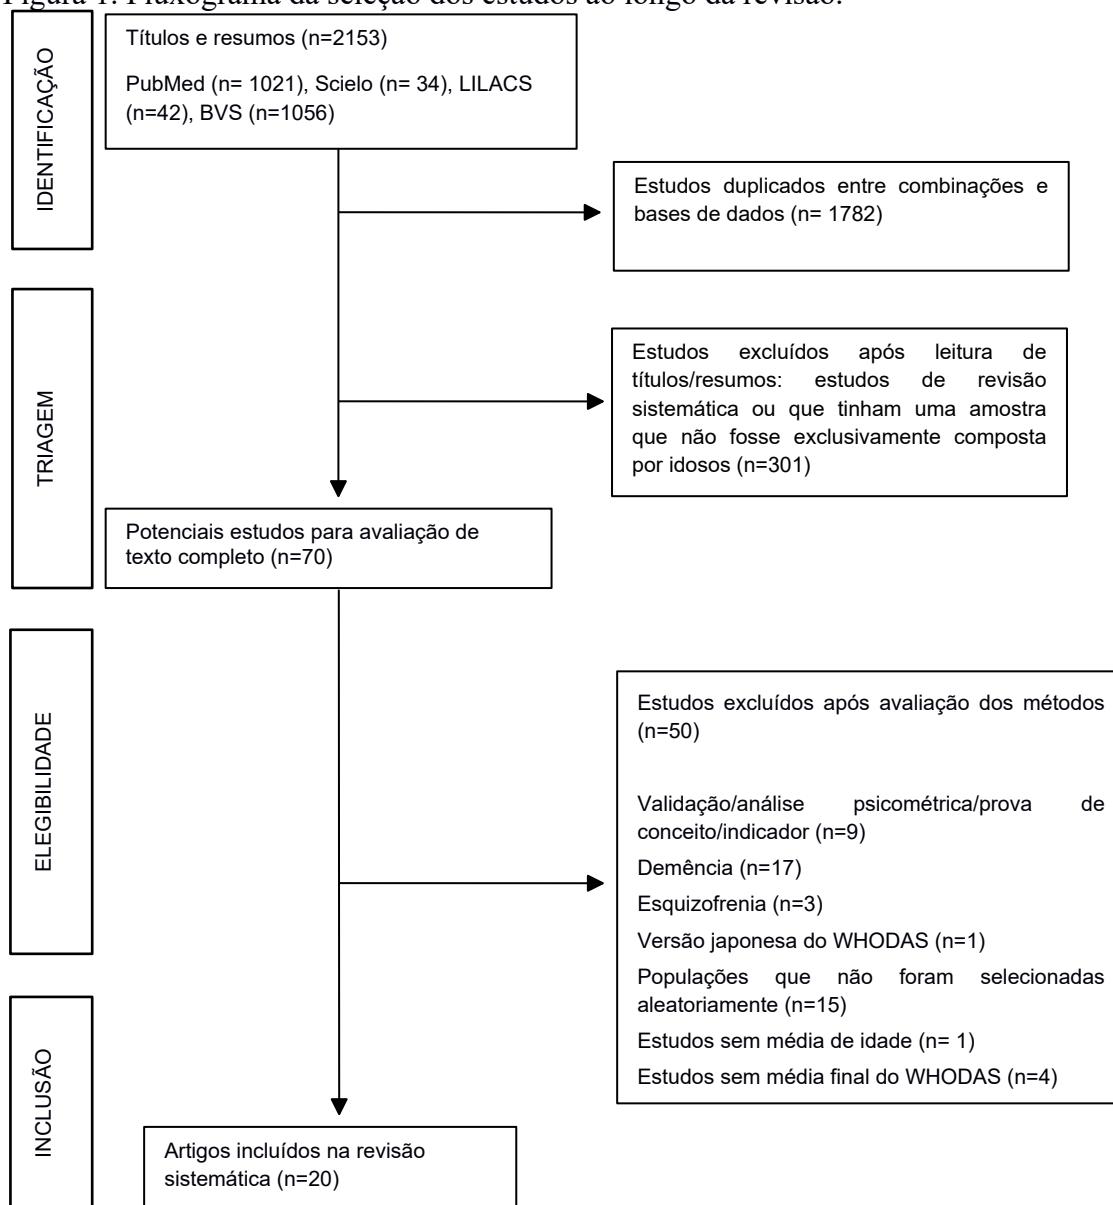 Figura 1. Fluxograma da seleção dos estudos ao longo da revisão.
IDENTIFICAÇÃO
Títulos e resumos (n=2153)
PubMed (n= 1021), Scielo (n= 34), LILACS
(n=42), BVS (n=1056)
Estudos duplicados entre combinações e
bases de dados (n= 1782)
TRIAGEM
Estudos excluídos após leitura de
títulos/resumos: estudos de revisão
sistemática ou que tinham uma amostra
que não fosse exclusivamente composta
por idosos (n=301)
Potenciais estudos para avaliação de
texto completo (n=70)
ELEGIBILIDADE
Estudos excluídos após avaliação dos métodos
(n=50)
Validação/análise psicométrica/prova de
conceito/indicador (n=9)
Demência (n=17)
Esquizofrenia (n=3)
Versão japonesa do WHODAS (n=1)
Populações que não foram selecionadas
aleatoriamente (n=15)
Estudos sem média de idade (n= 1)
Estudos sem média final do WHODAS (n=4)
INCLUSÃO
Artigos incluídos na revisão
sistemática (n=20)